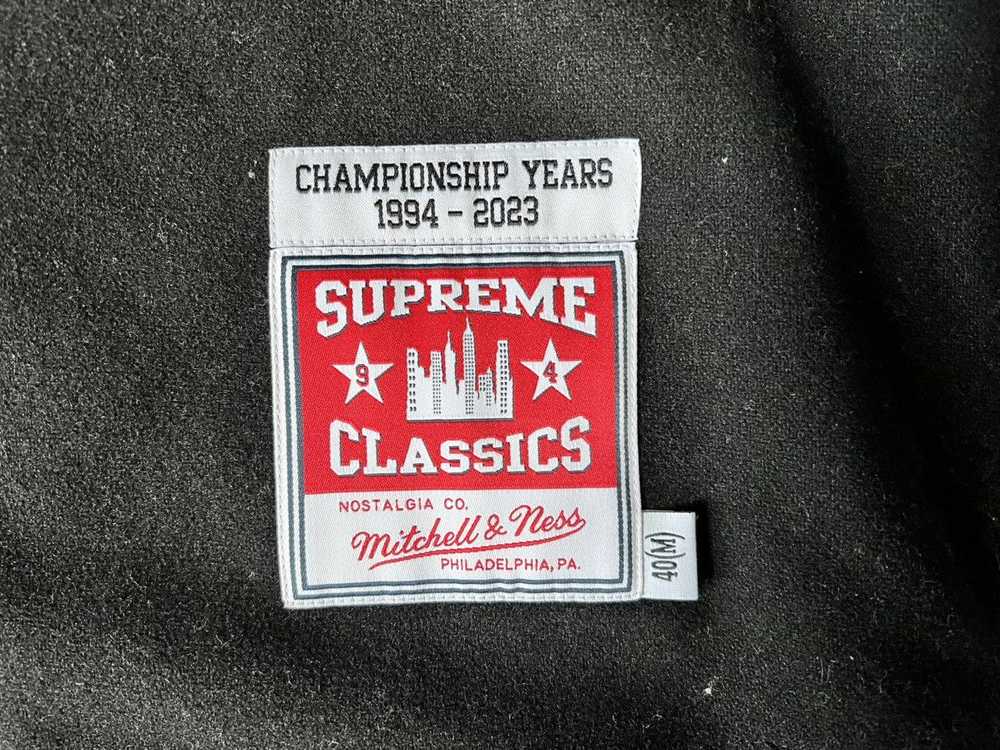 CHAMPIONSHIP YEARS
1994 - 2023
SUPREME
9 4
CLASSICS
NOSTALGIA CO.
Mitchell & Ness
PHILADELPHIA, PA.
40(M)